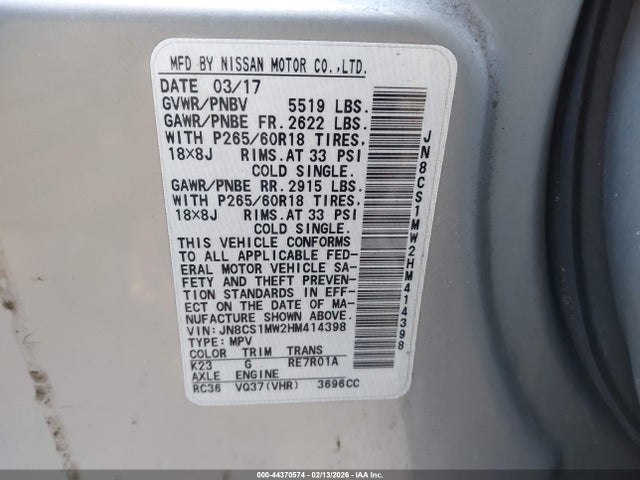 MFD BY NISSAN MOTOR CO.,LTD.
DATE 03/17
GVWR/PNBV 5519 LBS.
GAWR/PNBE FR. 2622 LBS.
WITH P265/60R18 TIRES,
18×8J RIMS. AT 33 PSI
COLD SINGLE.
GAWR/PNBE RR. 2915 LBS.
WITH P265/60R18 TIRES,
18×8J RIMS. AT 33 PSI
COLD SINGLE.
THIS VEHICLE CONFORMS
TO ALL APPLICABLE FED-
ERAL MOTOR VEHICLE SA-
FETY AND THEFT PREVEN-
TION STANDARDS IN EFF-
ECT ON THE DATE OF MA-
NUFACTURE SHOWN ABOVE.
VIN: JN8CS1MW2HM414398
TYPE: MPV
COLOR TRIM TRANS
K23 G RE7R01A
AXLE ENGINE
RC36 VQ37(VHR) 3696CC
JN8CS1MW2HM414398
000-44370574 | 02/13/2026 - IAAI, Inc.